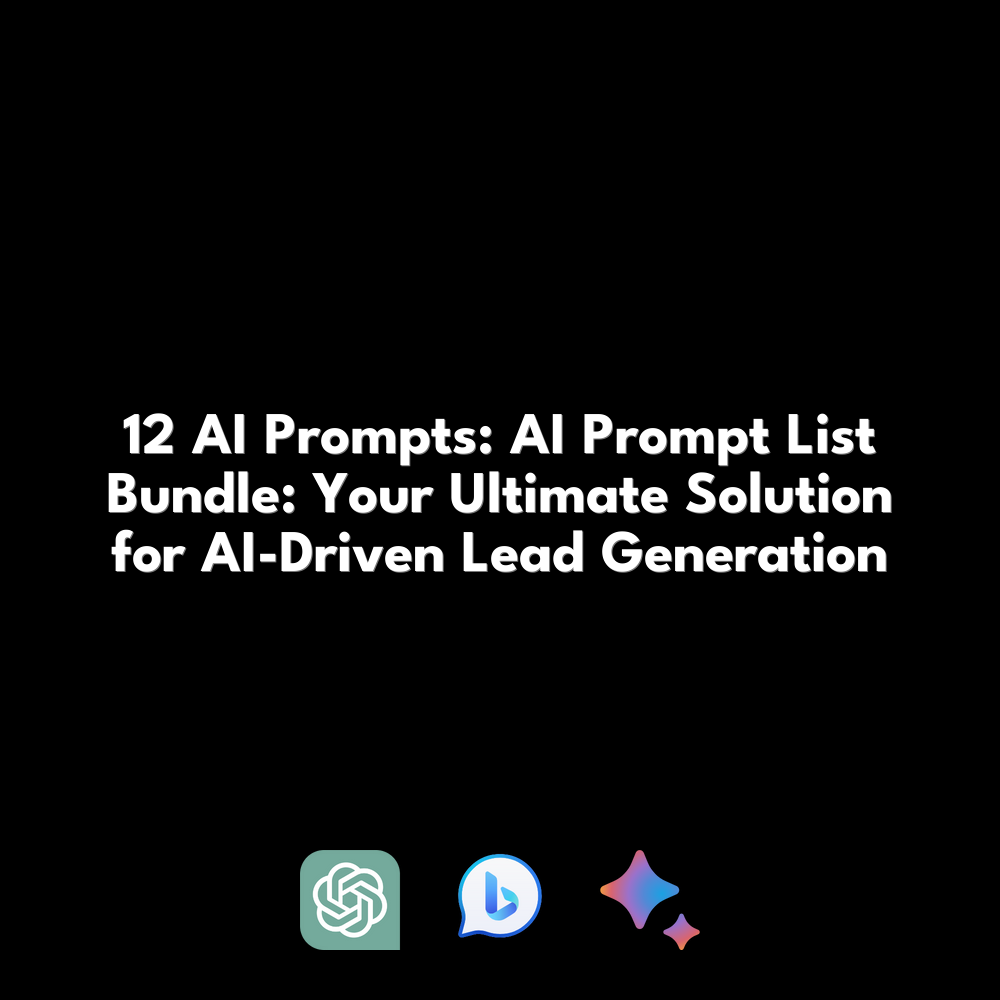 12 AI Prompts: AI Prompt List
Bundle: Your Ultimate Solution
for AI-Driven Lead Generation